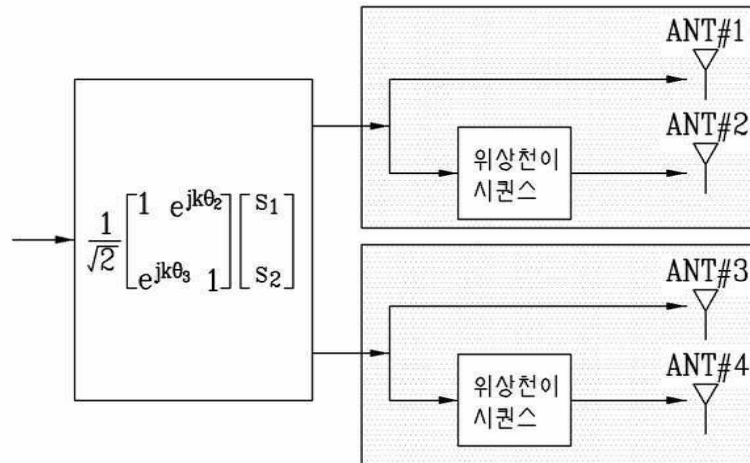 ANT#1
ANT#2
위상천이
시퀀스
1/√2 [1 e^{jkθ₂}] [S₁]
[e^{jkθ₃} 1] [S₂]
ANT#3
ANT#4
위상천이
시퀀스